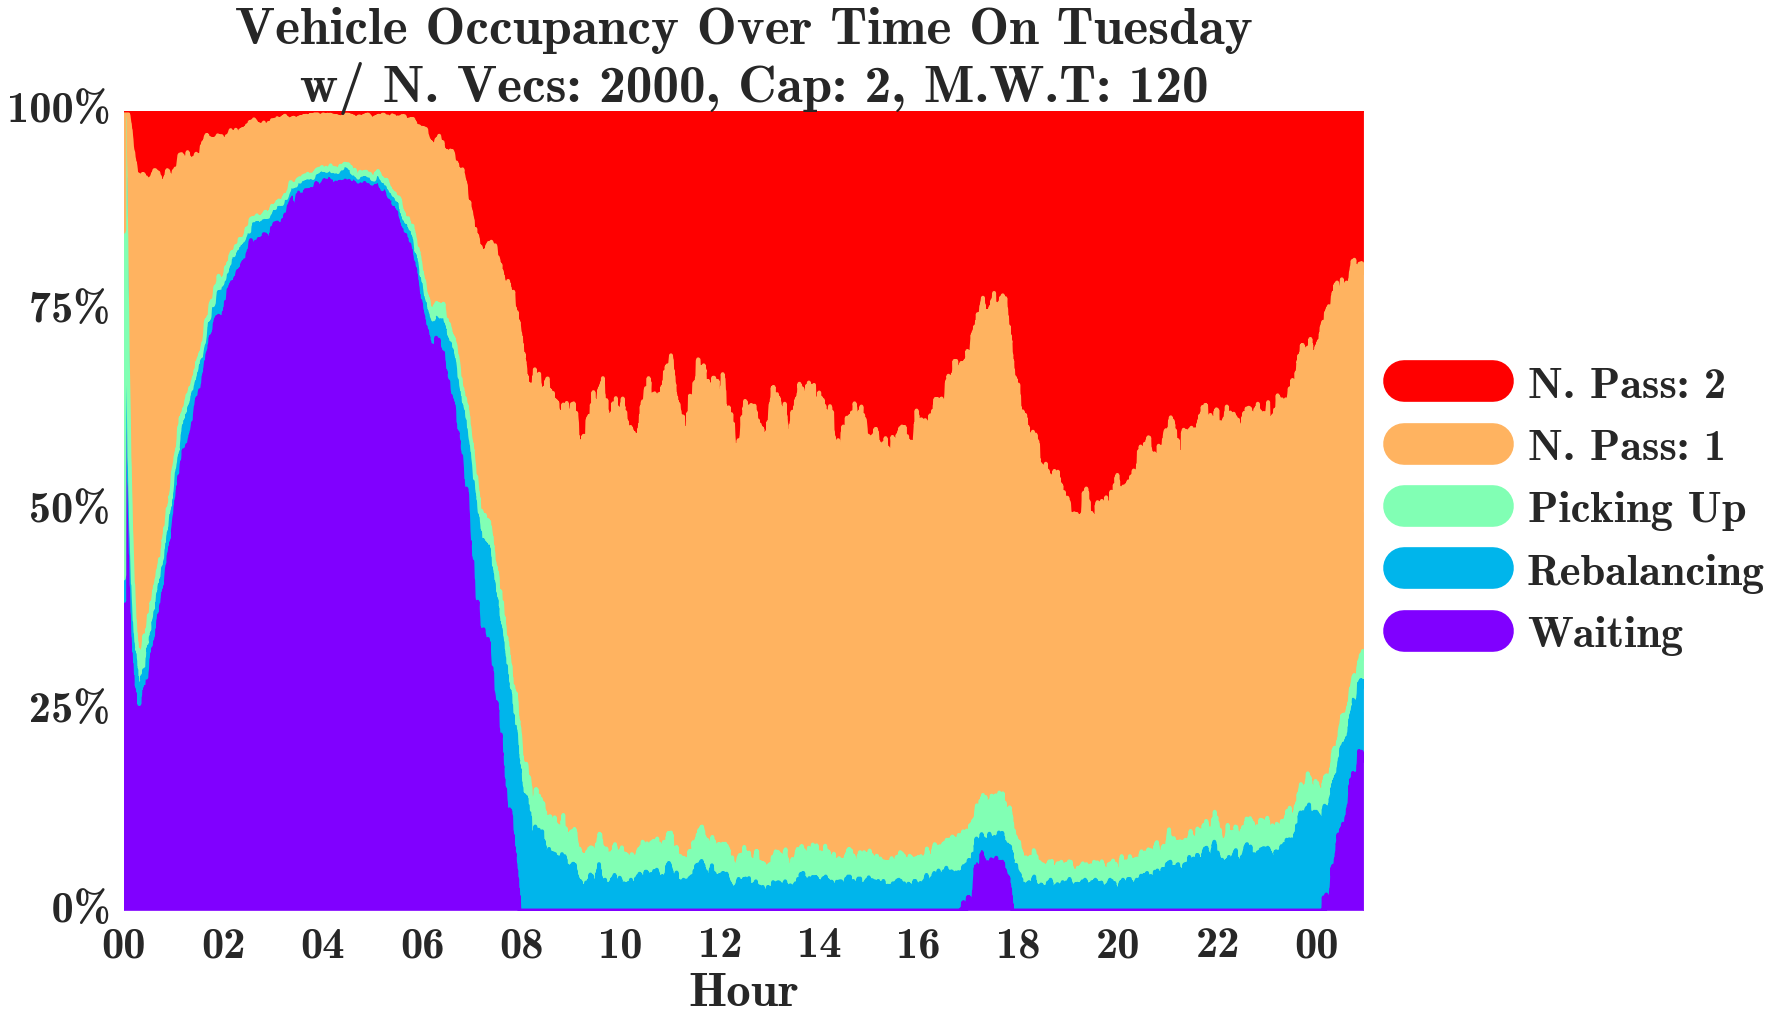 Vehicle Occupancy Over Time On Tuesday
w/ N. Vecs: 2000, Cap: 2, M.W.T: 120
100%
75%
50%
25%
0%
00 02 04 06 08 10 12 14 16 18 20 22 00
Hour
N. Pass: 2
N. Pass: 1
Picking Up
Rebalancing
Waiting